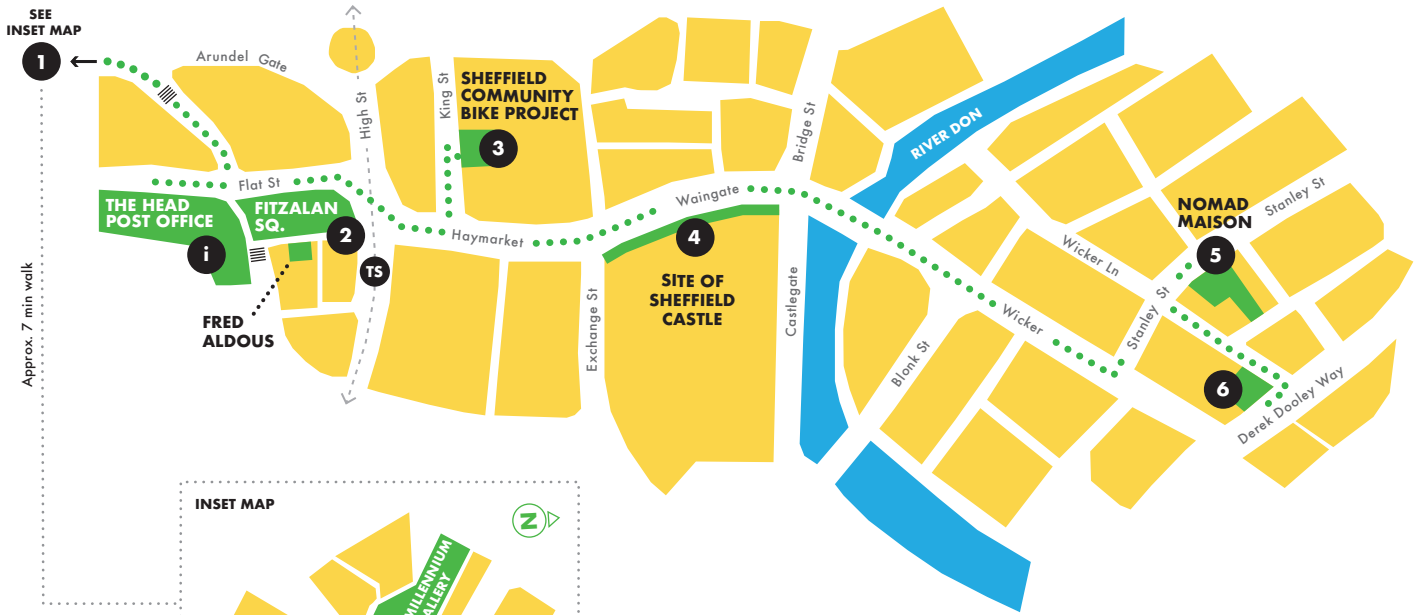 SEE
INSET MAP
1
Arundel Gate
High St
King St
SHEFFIELD
COMMUNITY
BIKE PROJECT
3
Bridge St
RIVER DON
Flat St
THE HEAD
POST OFFICE
FITZALAN
SQ.
2
i
TS
Haymarket
Waingate
4
SITE OF
SHEFFIELD
CASTLE
NOMAD
MAISON
5
Stanley St
Wicker Ln
FRED
ALDOUS
Exchange St
Castlegate
Blonk St
Wicker
Stanley St
6
Derek Dooley Way
Approx. 7 min walk
INSET MAP
N
MILLENNIUM